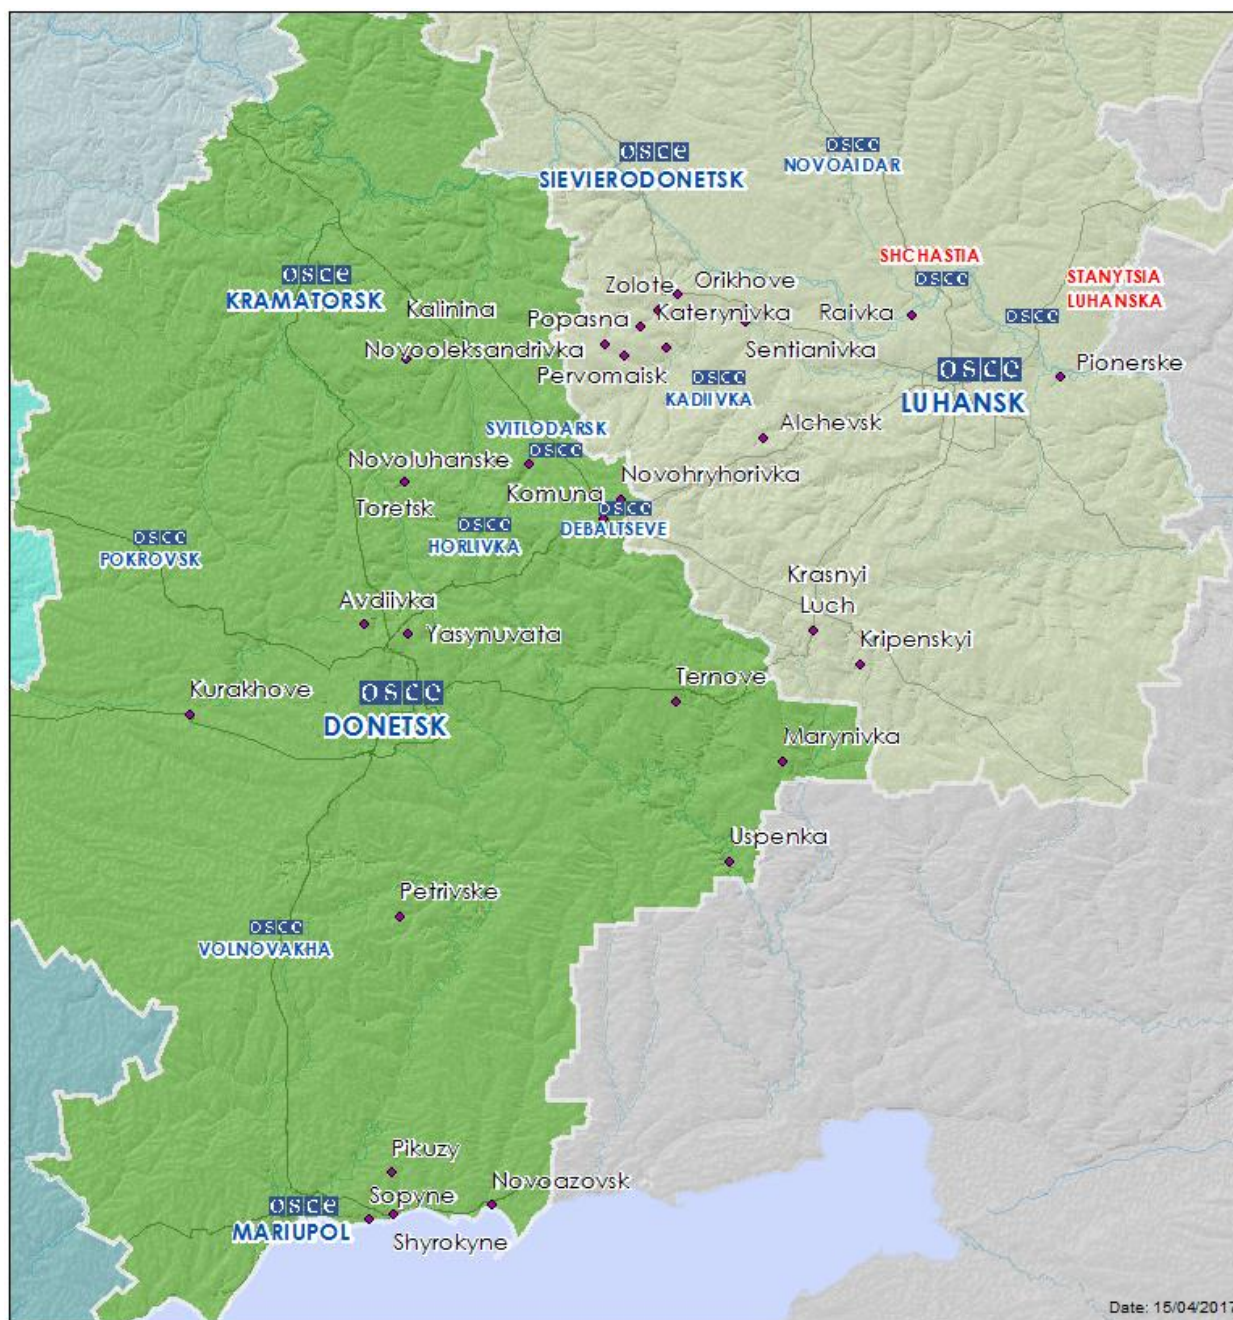 osce
SIEVIERODONETSK
osce
NOVOAIDAR
SHCHASTIA
osce
STANYTSIA
LUHANSKA
osce
osce
KRAMATORSK
Kalinina
Zolote
Orikhove
Popasna
Katerynivka
Raivka
Novooleksandrivka
Sentianivka
Pervomaisk
osce
KADIIVKA
osce
LUHANSK
Pionerske
Alchevsk
SVITLODARSK
osce
Novoluhanske
Novohryhorivka
Komuna
Toretsk
osce
HORLIVKA
osce
DEBALTSEVE
osce
POKROVSK
Krasnyi
Luch
Avdiivka
Yasynuvata
Kripenskyi
Kurakhove
osce
DONETSK
Ternove
Marynivka
Uspenka
Petrivske
osce
VOLNOVAKHA
Pikuzy
Novoazovsk
Sopyne
osce
MARIUPOL
Shyrokyne
Date: 15/04/2017